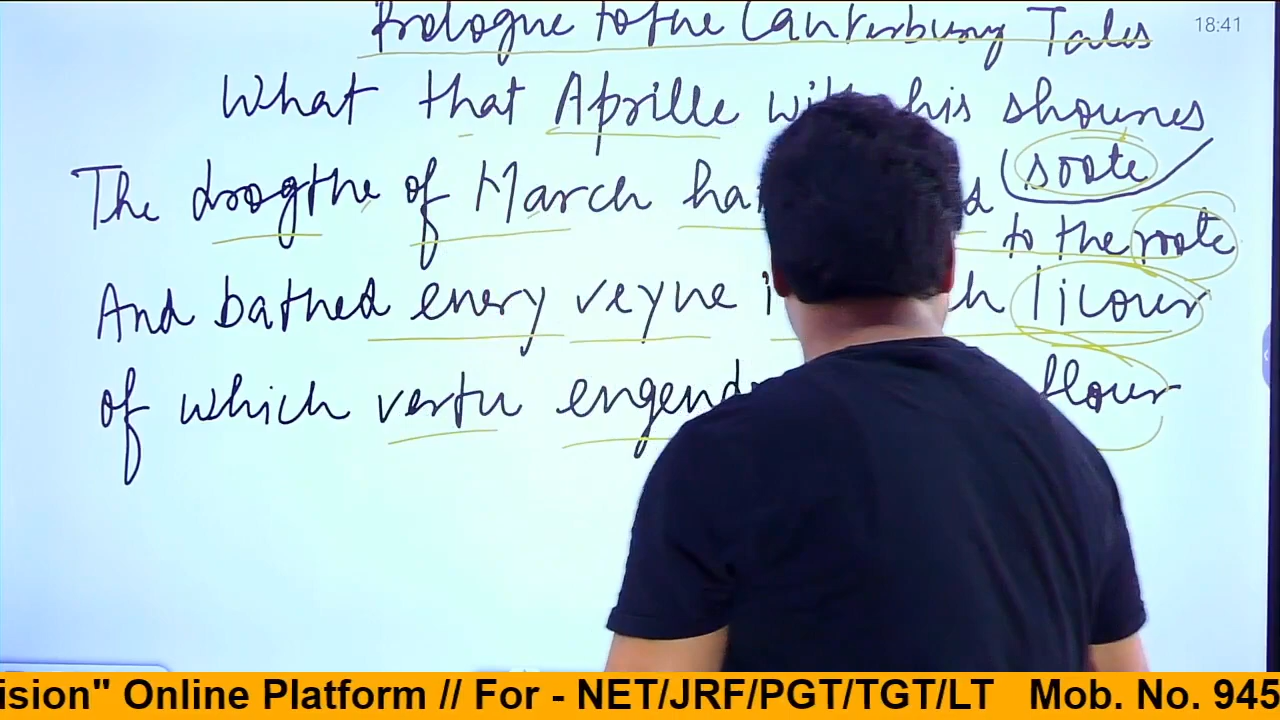 Prologue to the Canterbury Tales
18:41
What that Aprille with his shoures
(soote
The drogthe of March ha
to the roote
And bathed every veyne i h licour
of which vertu engend flour
ision" Online Platform // For - NET/JRF/PGT/TGT/LT Mob. No. 945